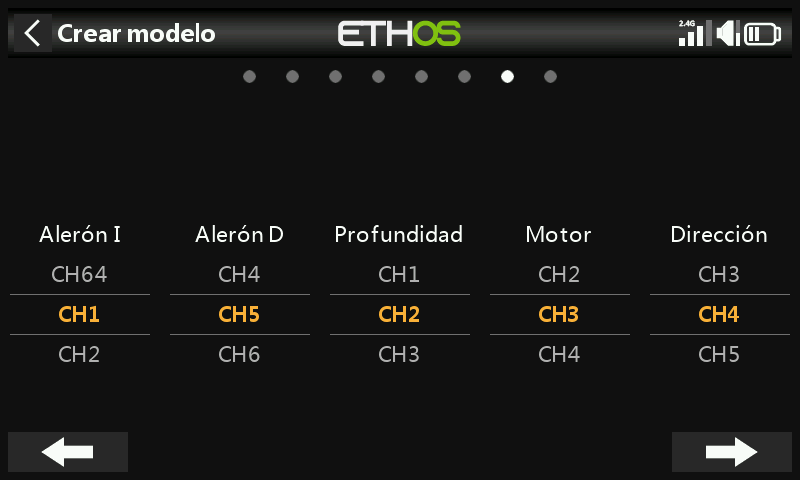 Crear modelo
ETHOS
2.4G
Alerón I Alerón D Profundidad Motor Dirección
CH64 CH4 CH1 CH2 CH3
CH1 CH5 CH2 CH3 CH4
CH2 CH6 CH3 CH4 CH5